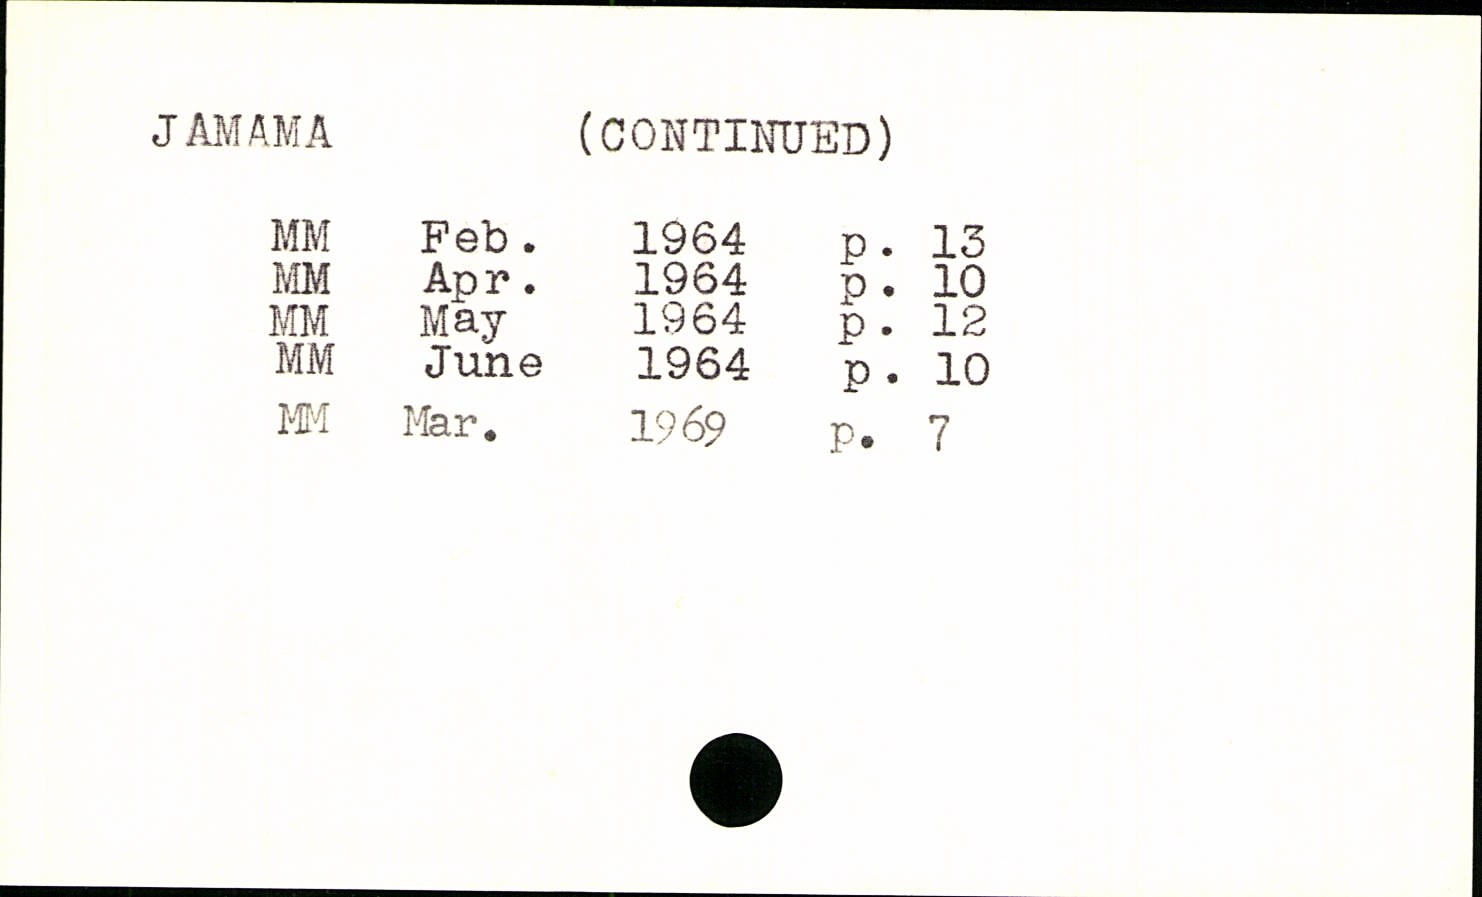 JAMAMA (CONTINUED)
MM Feb. 1964 p. 13
MM Apr. 1964 p. 10
MM May 1964 p. 12
MM June 1964 p. 10
MM Mar. 1969 p. 7